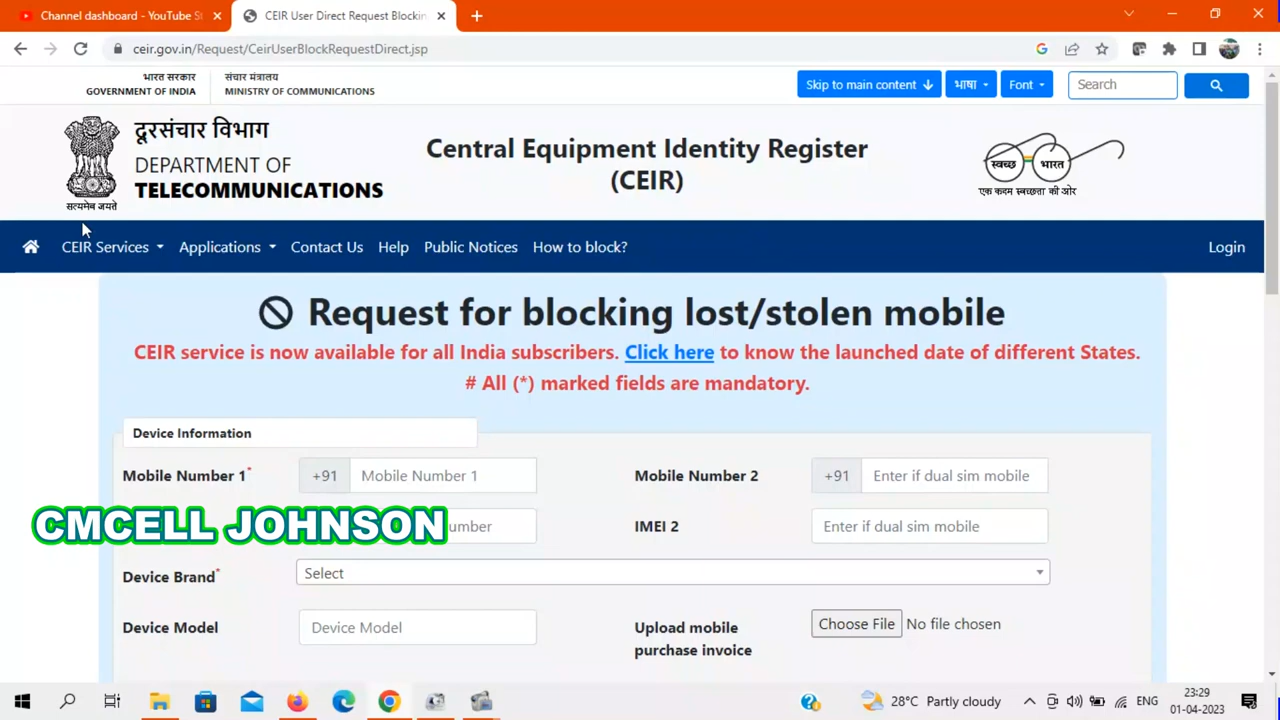 Channel dashboard - YouTube S
CEIR User Direct Request Blockin
ceir.gov.in/Request/CeirUserBlockRequestDirect.jsp
भारत सरकार
GOVERNMENT OF INDIA
संचार मंत्रालय
MINISTRY OF COMMUNICATIONS
Skip to main content
भाषा
Font
Search
सत्यमेव जयते
दूरसंचार विभाग
DEPARTMENT OF
TELECOMMUNICATIONS
Central Equipment Identity Register
(CEIR)
स्वच्छ भारत
एक कदम स्वच्छता की ओर
CEIR Services Applications Contact Us Help Public Notices How to block? Login
Request for blocking lost/stolen mobile
CEIR service is now available for all India subscribers. Click here to know the launched date of different States.
# All (*) marked fields are mandatory.
Device Information
Mobile Number 1* +91 Mobile Number 1 Mobile Number 2 +91 Enter if dual sim mobile
CMCELL JOHNSON
umber IMEI 2 Enter if dual sim mobile
Device Brand* Select
Device Model Device Model Upload mobile
purchase invoice
Choose File No file chosen
28°C Partly cloudy ENG
23:29
01-04-2023